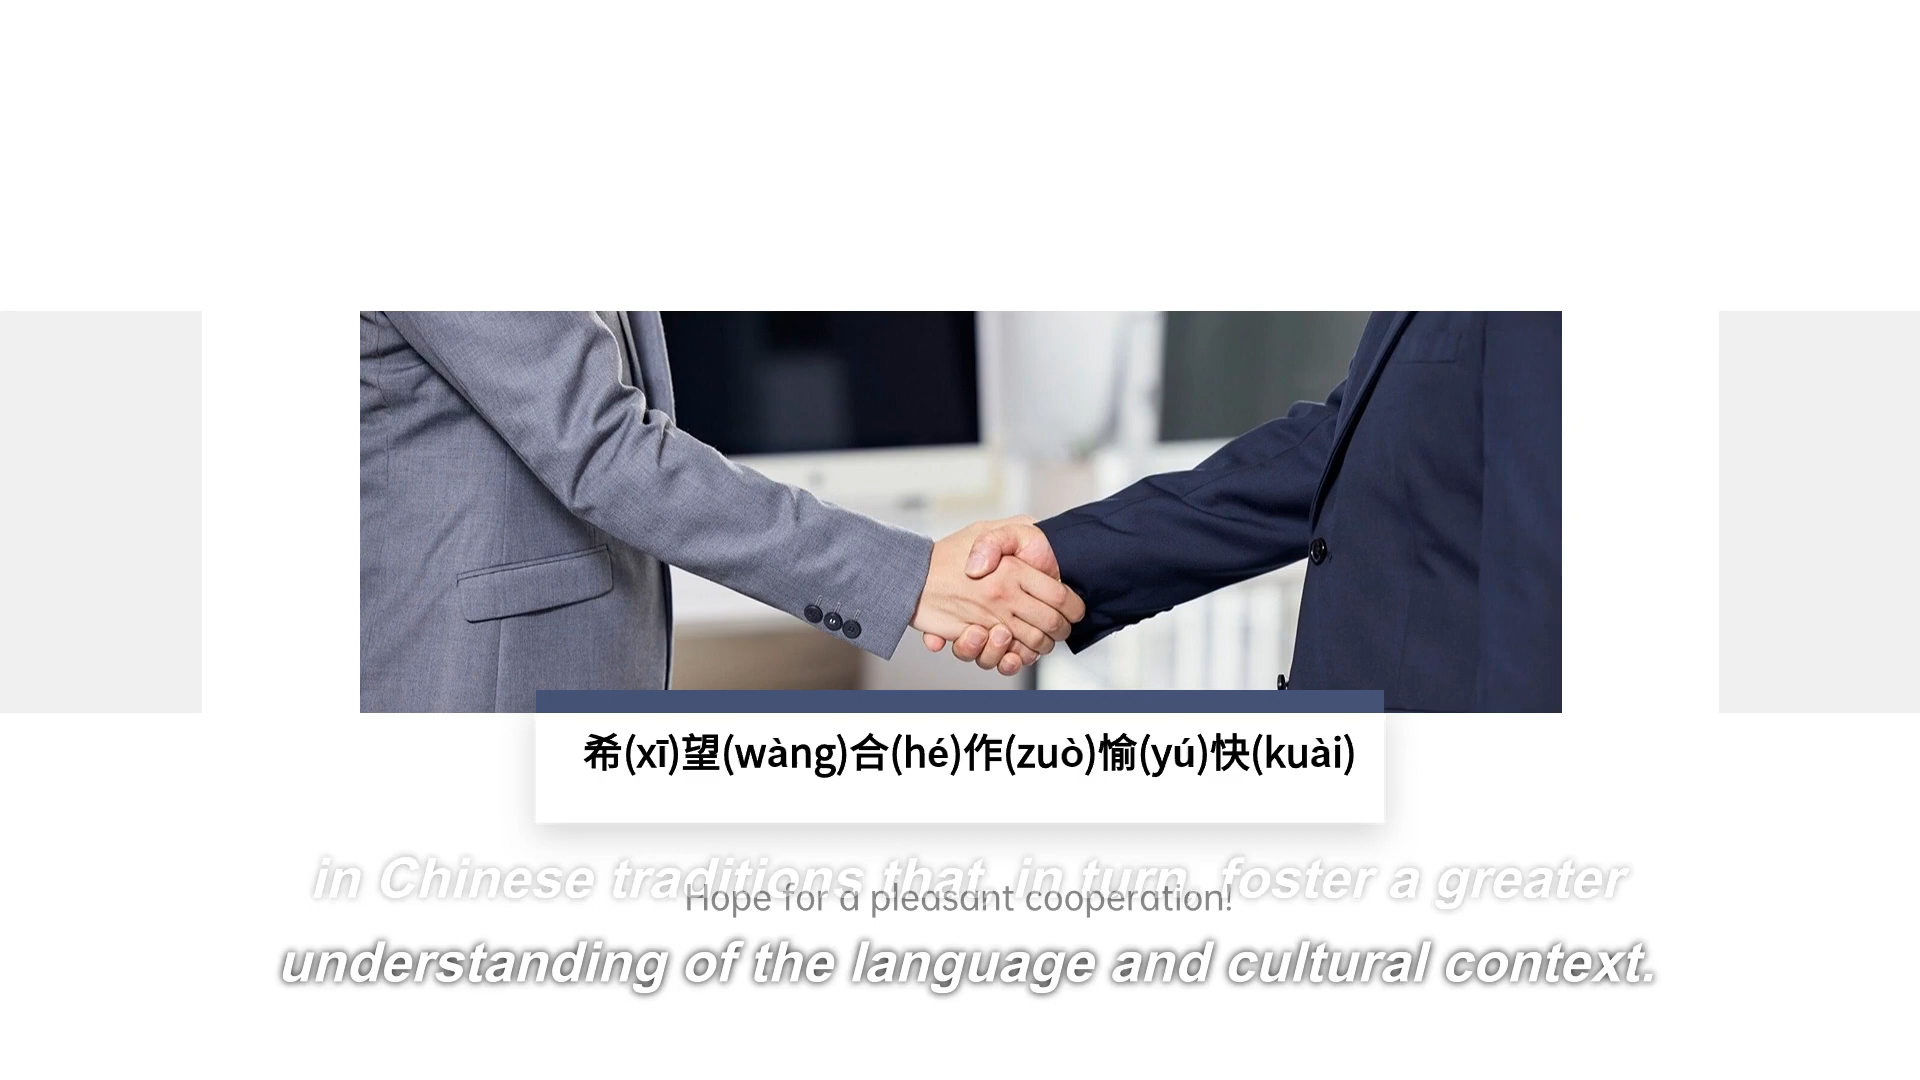 希(xī)望(wàng)合(hé)作(zuò)愉(yú)快(kuài)
in Chinese traditions that, in turn, foster a greater
Hope for a pleasant cooperation!
understanding of the language and cultural context.